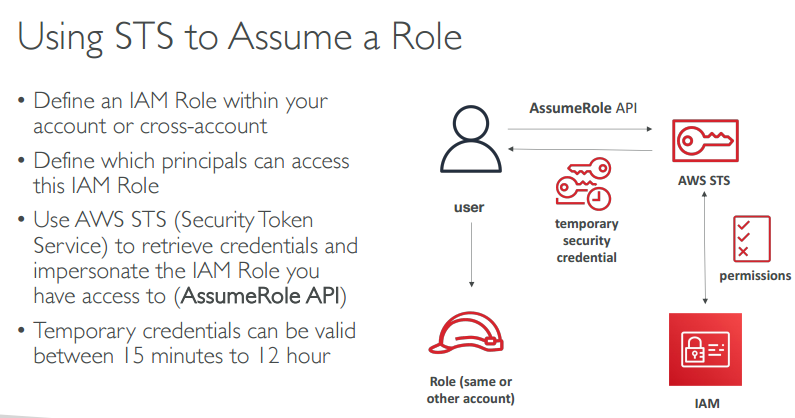 Using STS to Assume a Role
• Define an IAM Role within your
account or cross-account
• Define which principals can access
this IAM Role
• Use AWS STS (Security Token
Service) to retrieve credentials and
impersonate the IAM Role you
have access to (AssumeRole API)
• Temporary credentials can be valid
between 15 minutes to 12 hour
AssumeRole API
user
temporary
security
credential
AWS STS
permissions
Role (same or
other account)
IAM